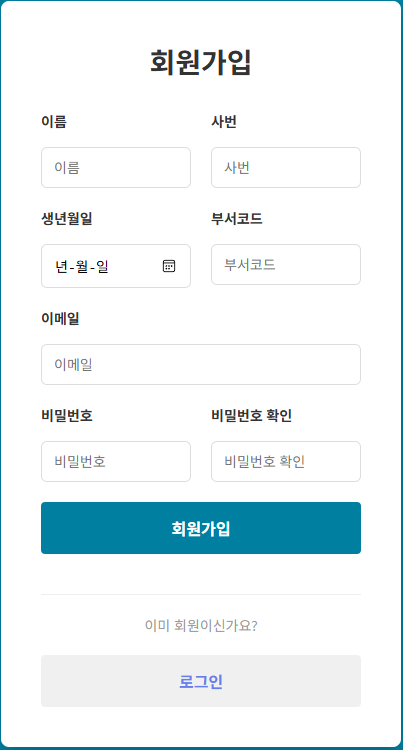 회원가입
이름 사번
이름 사번
생년월일 부서코드
년-월-일 부서코드
이메일
이메일
비밀번호 비밀번호 확인
비밀번호 비밀번호 확인
회원가입
이미 회원이신가요?
로그인